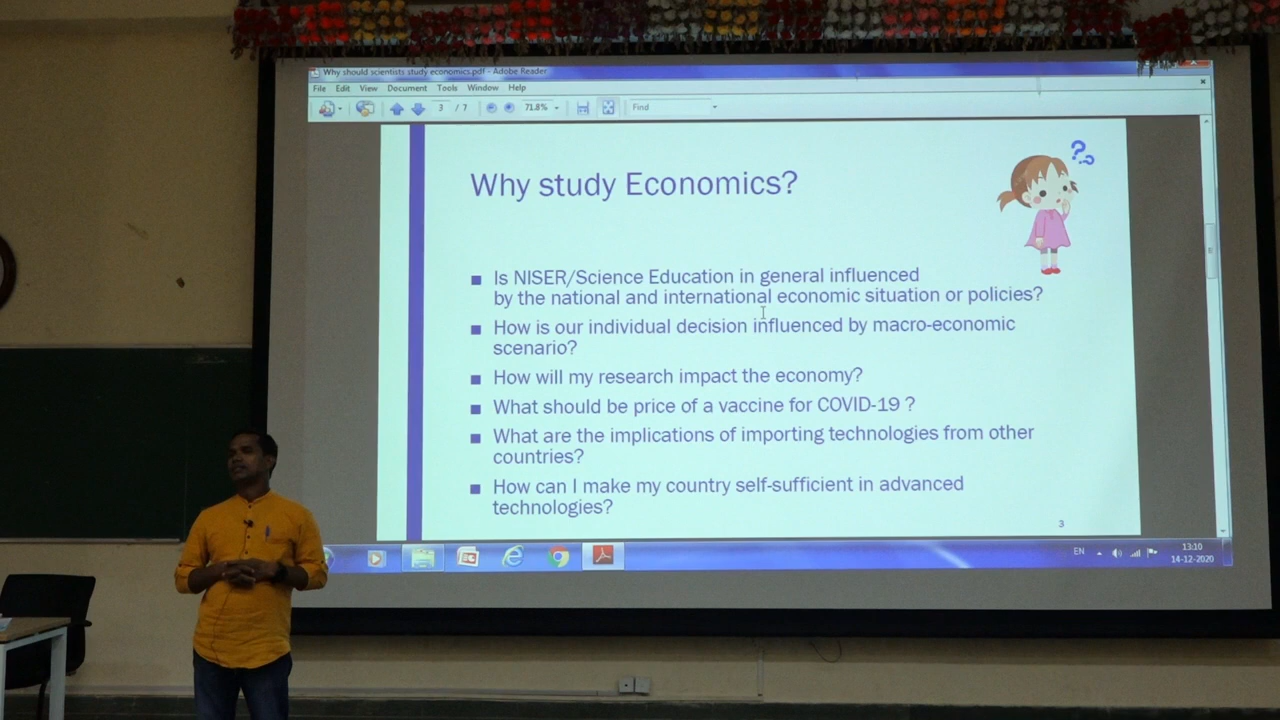 Why should scientists study economics.pdf - Adobe Reader
File Edit View Document Tools Window Help
3 / 7 71.8% Find
Why study Economics?
Is NISER/Science Education in general influenced
by the national and international economic situation or policies?
How is our individual decision influenced by macro-economic
scenario?
How will my research impact the economy?
What should be price of a vaccine for COVID-19 ?
What are the implications of importing technologies from other
countries?
How can I make my country self-sufficient in advanced
technologies?
3
EN 13:10
14-12-2020